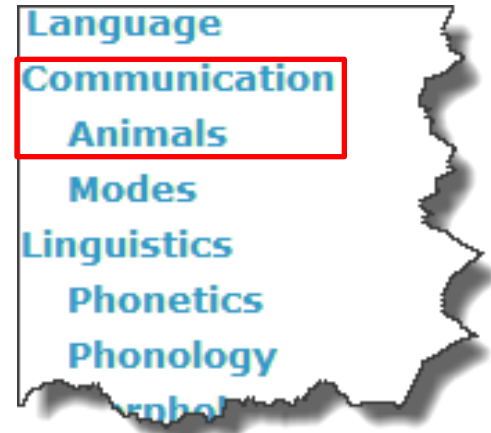 Language
Communication
Animals
Modes
Linguistics
Phonetics
Phonology